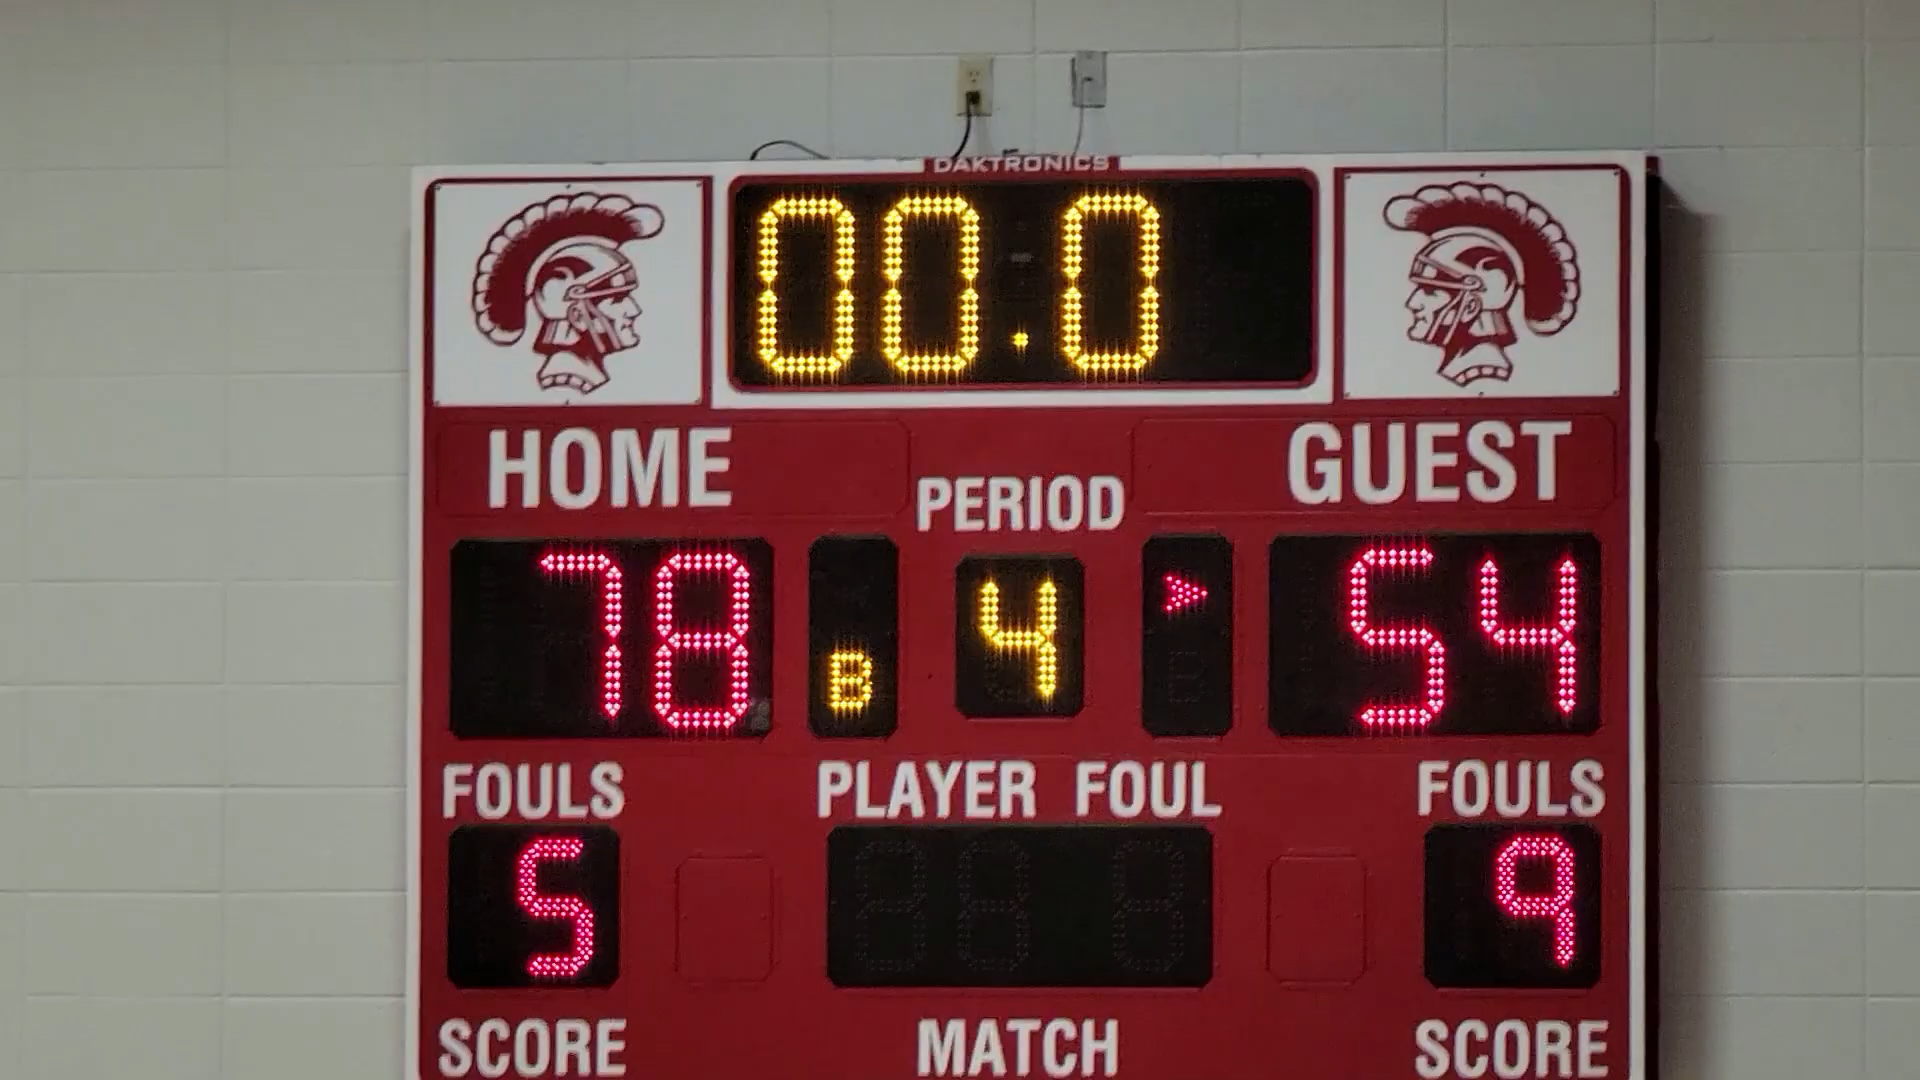 DAKTRONICS
00.0
HOME
GUEST
PERIOD
78
B
4
54
FOULS
PLAYER FOUL
FOULS
5
9
SCORE
MATCH
SCORE